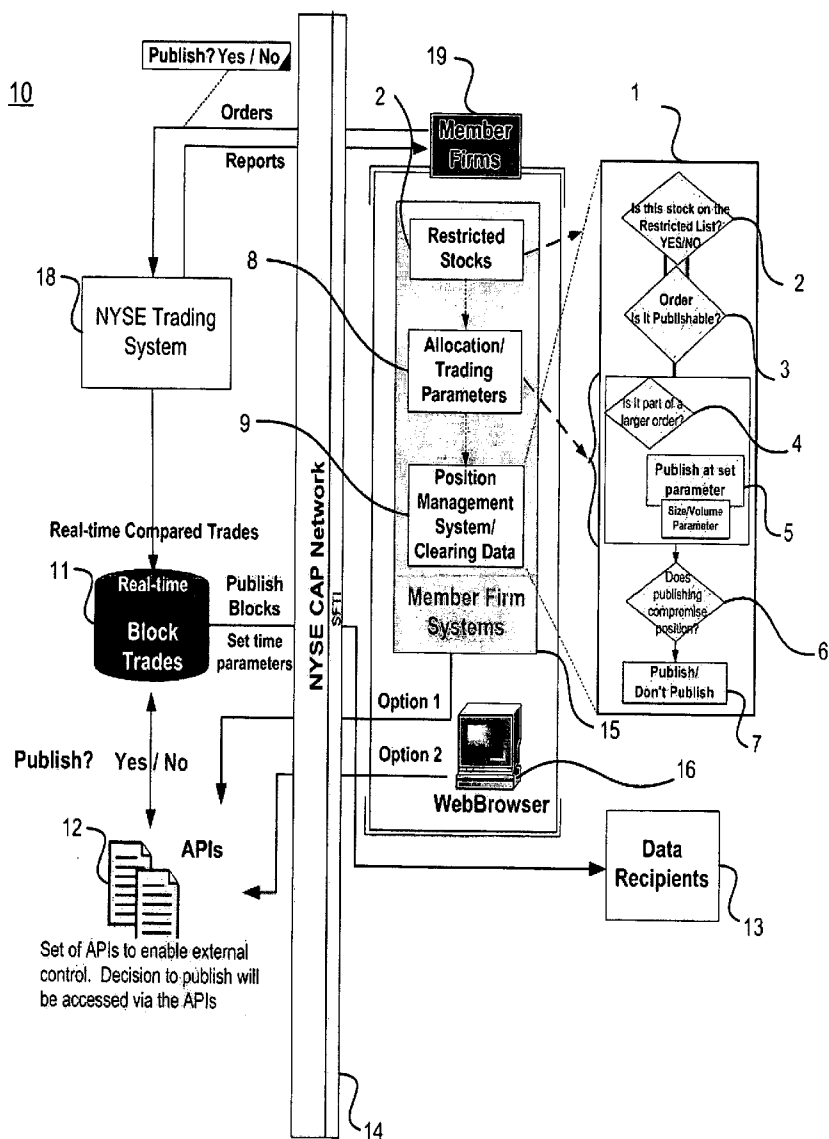 Publish? Yes / No
10
Orders
Reports
19
Member
Firms
2
Restricted
Stocks
8
Allocation/
Trading
Parameters
9
Position
Management
System/
Clearing Data
Member Firm
Systems
15
1
Is this stock on the
Restricted List?
YES/NO
2
Order
Is it Publishable?
3
Is it part of a
larger order?
4
Publish at set
parameter
Size/Volume
Parameter
5
Does
publishing
compromise
position?
6
Publish/
Don't Publish
7
18
NYSE Trading
System
Real-time Compared Trades
11
Real-time
Block
Trades
Publish
Blocks
Set time
parameters
NYSE CAP Network
SFTI
Option 1
Option 2
16
WebBrowser
Publish? Yes / No
12
APIs
Set of APIs to enable external
control. Decision to publish will
be accessed via the APIs
Data
Recipients
13
14